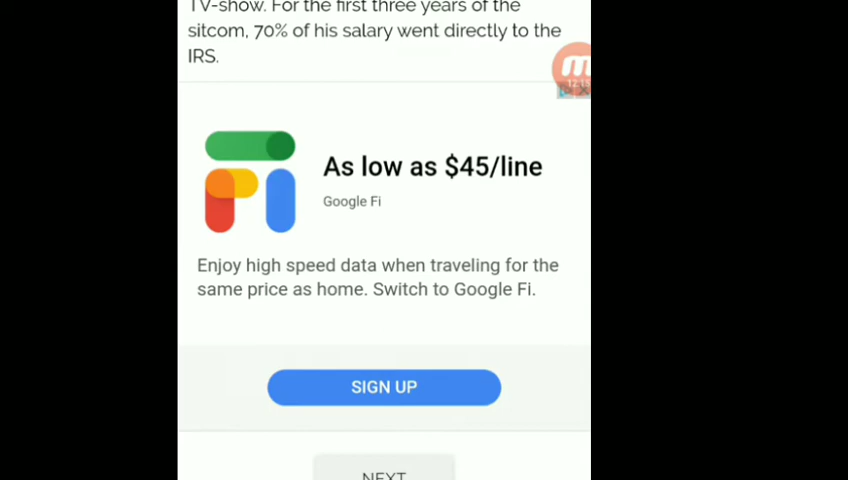 TV-show. For the first three years of the
sitcom, 70% of his salary went directly to the
IRS.
As low as $45/line
Google Fi
Enjoy high speed data when traveling for the
same price as home. Switch to Google Fi.
SIGN UP
NEXT